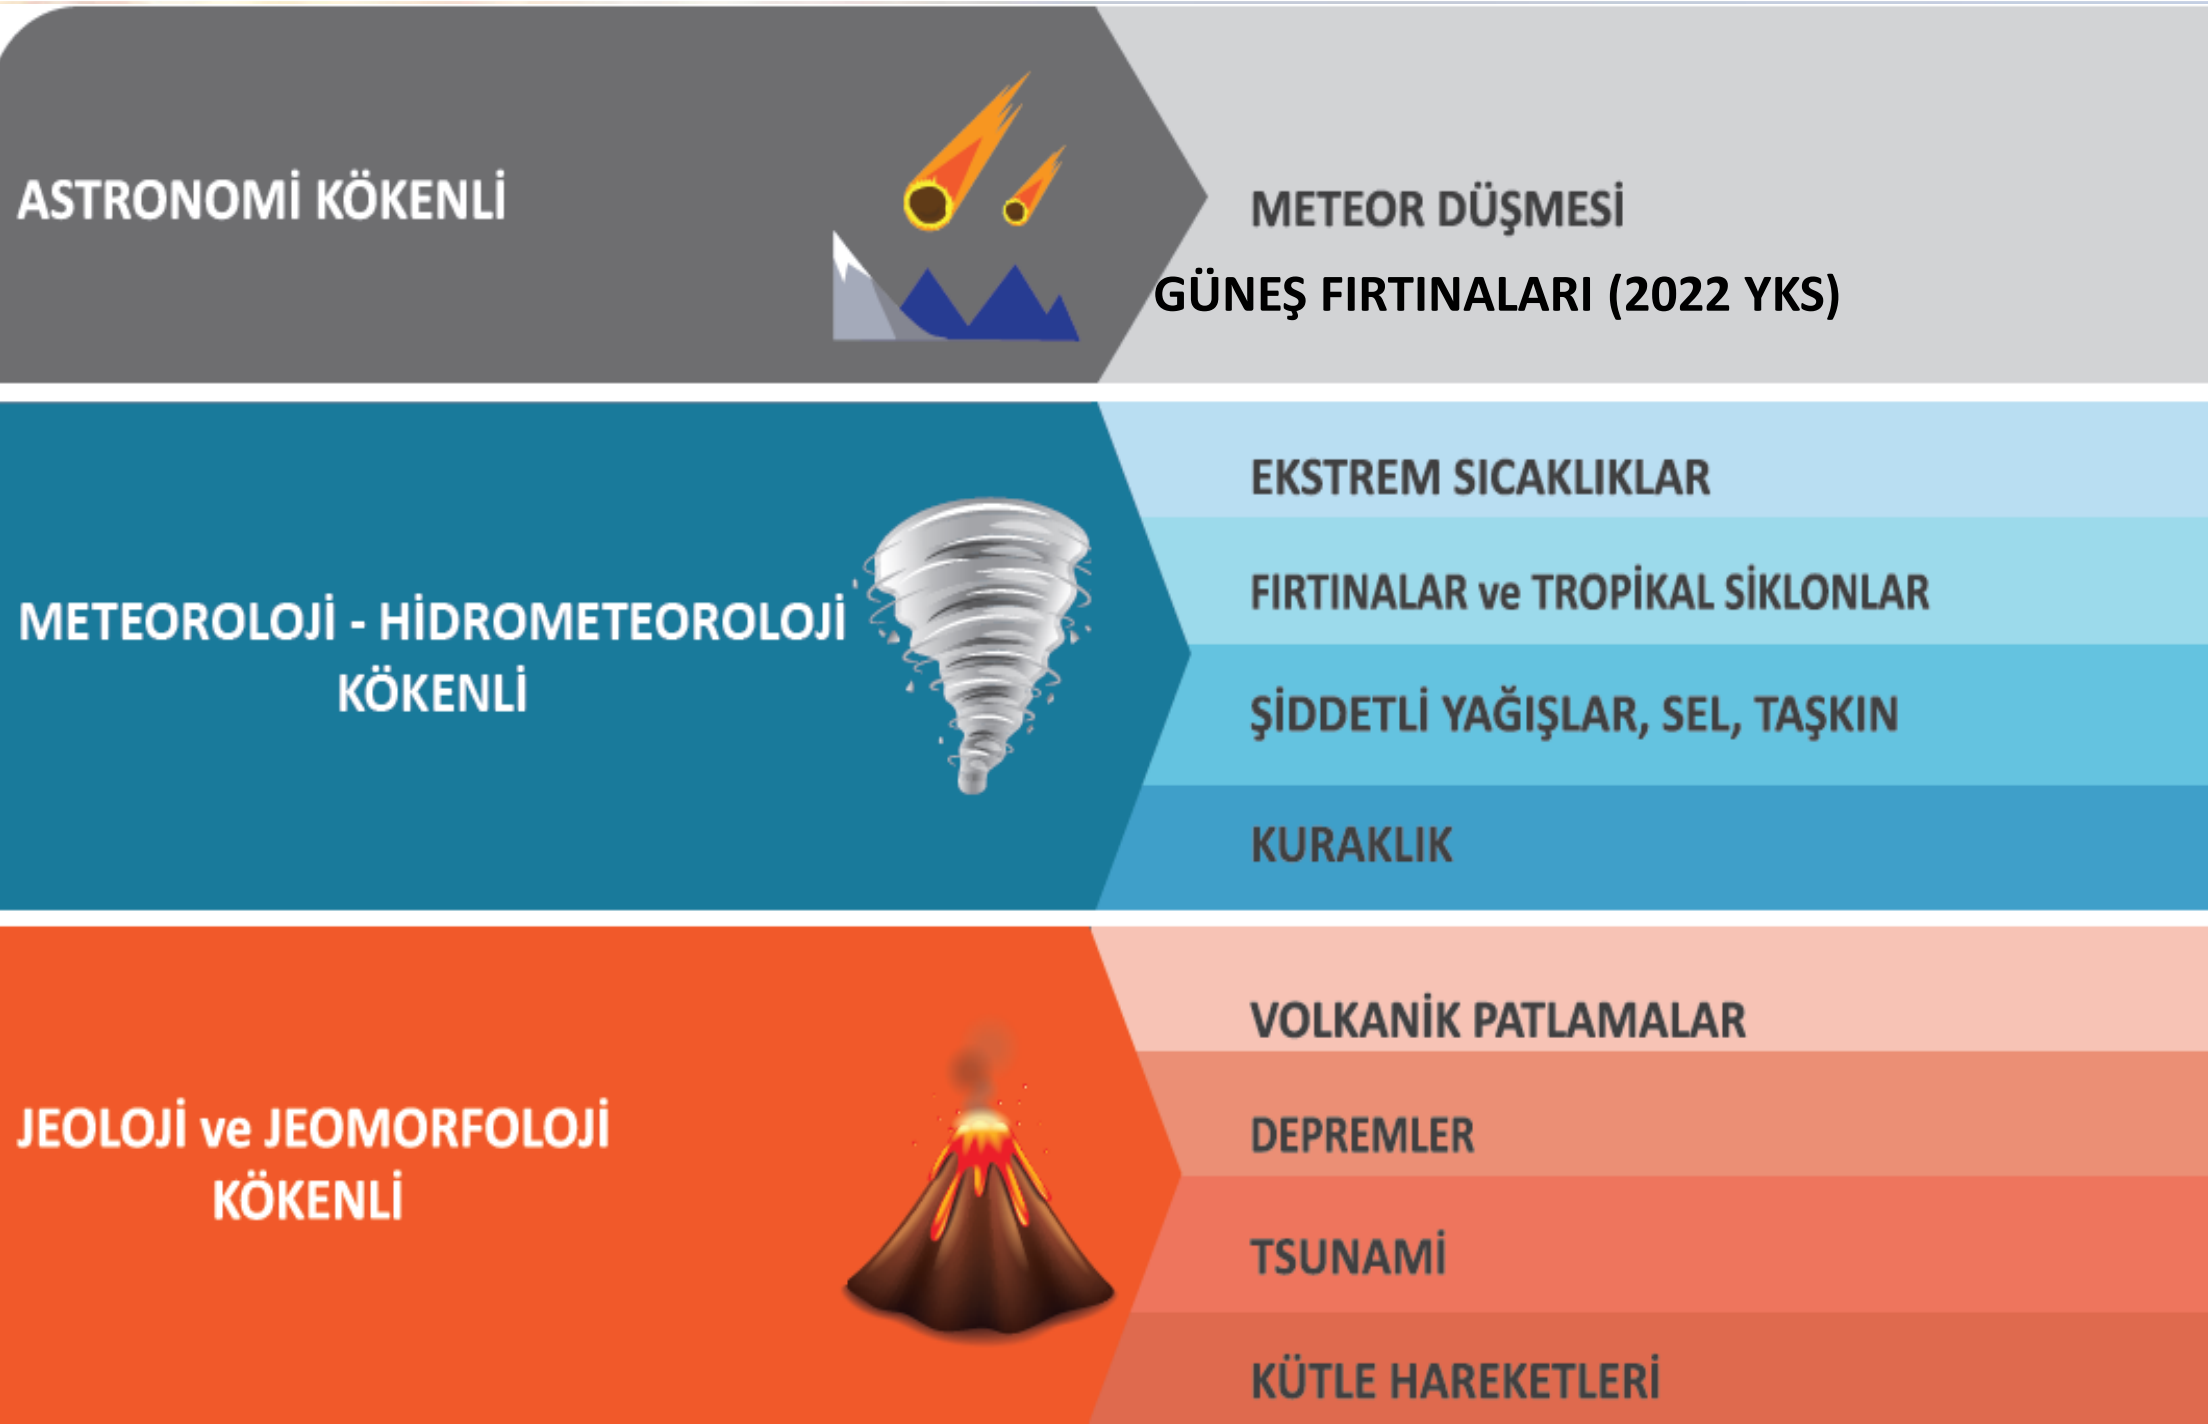 ASTRONOMİ KÖKENLİ
METEOR DÜŞMESİ
GÜNEŞ FIRTINALARI (2022 YKS)
METEOROLOJİ - HİDROMETEOROLOJİ
KÖKENLİ
EKSTREM SICAKLIKLAR
FIRTINALAR ve TROPİKAL SİKLONLAR
ŞİDDETLİ YAĞIŞLAR, SEL, TAŞKIN
KURAKLIK
JEOLOJİ ve JEOMORFOLOJİ
KÖKENLİ
VOLKANİK PATLAMALAR
DEPREMLER
TSUNAMİ
KÜTLE HAREKETLERİ